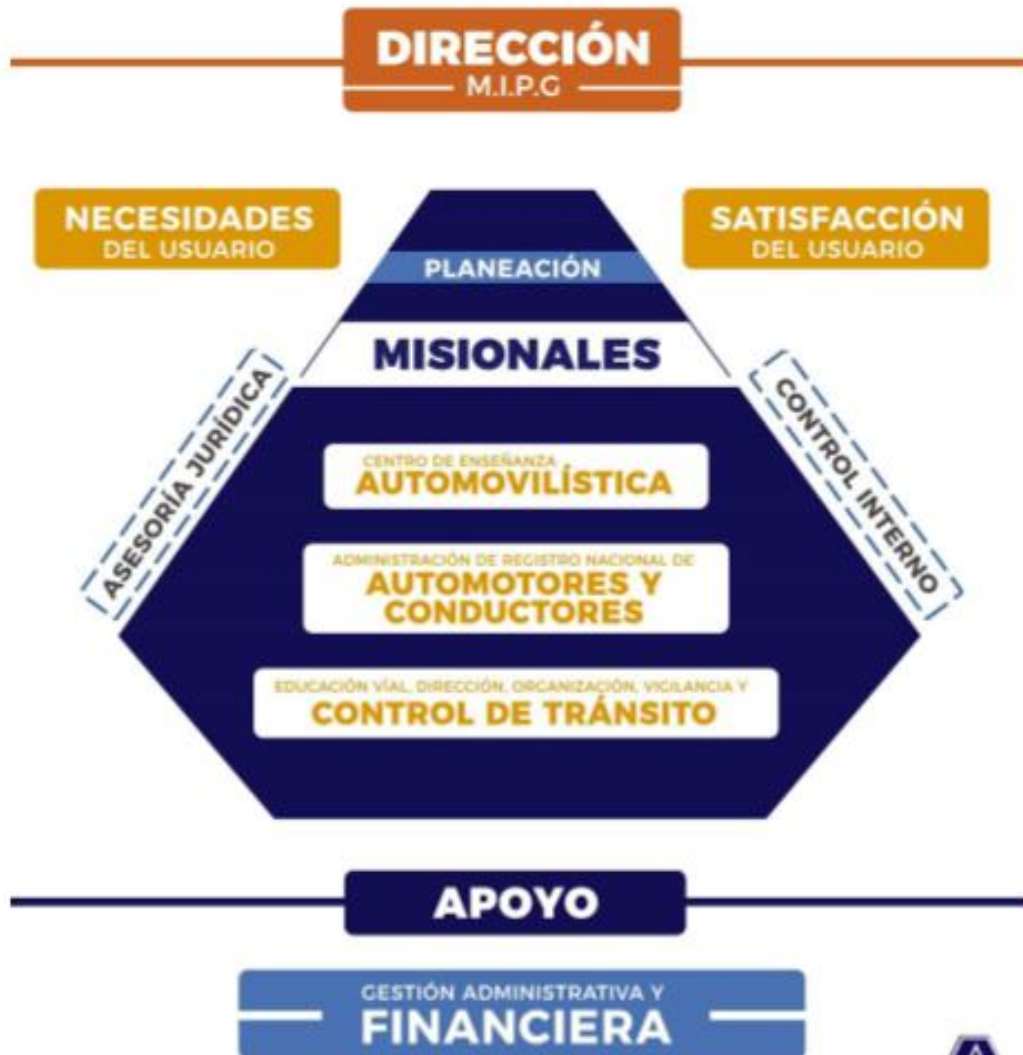 DIRECCIÓN
M.I.P.G
NECESIDADES
DEL USUARIO
SATISFACCIÓN
DEL USUARIO
PLANEACIÓN
MISIONALES
ASESORÍA JURÍDICA
CONTROL INTERNO
CENTRO DE ENSEÑANZA
AUTOMOVILÍSTICA
ADMINISTRACIÓN DE REGISTRO NACIONAL DE
AUTOMOTORES Y
CONDUCTORES
EDUCACIÓN VÍAL, DIRECCIÓN, ORGANIZACIÓN, VIGILANCIA Y
CONTROL DE TRÁNSITO
APOYO
GESTIÓN ADMINISTRATIVA Y
FINANCIERA